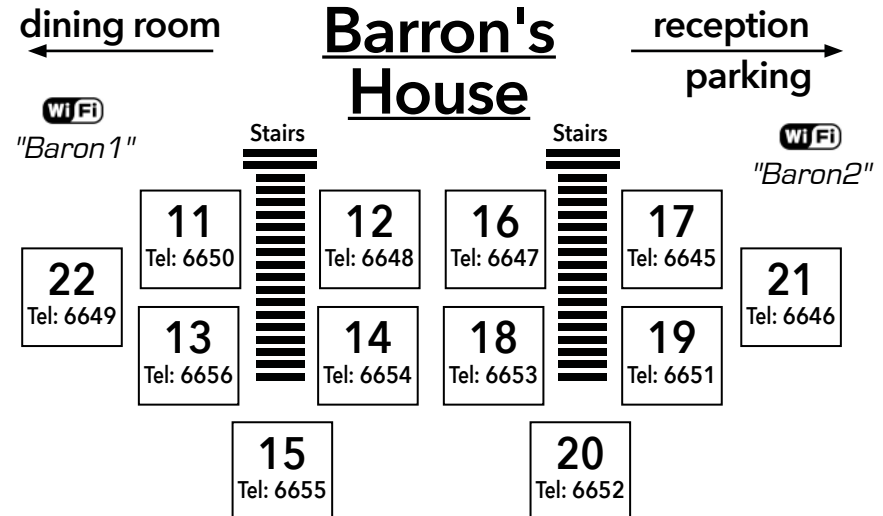 dining room
Barron's
House
reception
parking
WiFi
"Baron1"
Stairs
Stairs
WiFi
"Baron2"
11
Tel: 6650
12
Tel: 6648
16
Tel: 6647
17
Tel: 6645
22
Tel: 6649
21
Tel: 6646
13
Tel: 6656
14
Tel: 6654
18
Tel: 6653
19
Tel: 6651
15
Tel: 6655
20
Tel: 6652